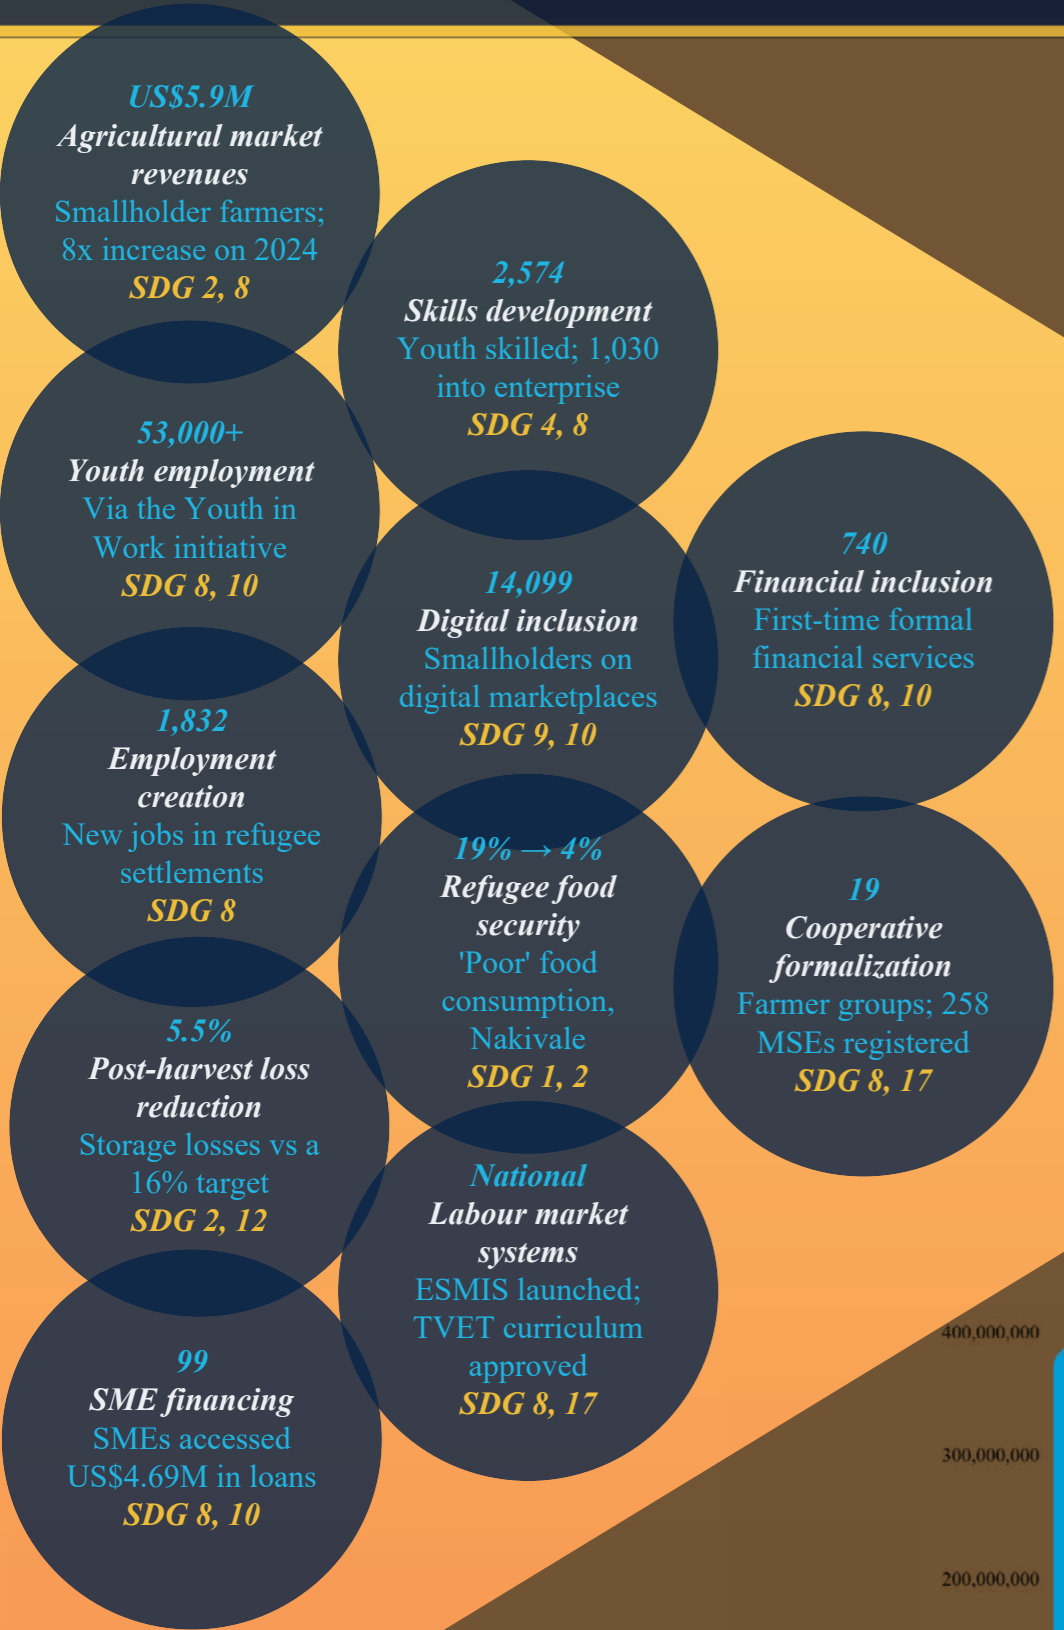 US$5.9M
Agricultural market
revenues
Smallholder farmers;
8x increase on 2024
SDG 2, 8
53,000+
Youth employment
Via the Youth in
Work initiative
SDG 8, 10
1,832
Employment
creation
New jobs in refugee
settlements
SDG 8
5.5%
Post-harvest loss
reduction
Storage losses vs a
16% target
SDG 2, 12
99
SME financing
SMEs accessed
US$4.69M in loans
SDG 8, 10
2,574
Skills development
Youth skilled; 1,030
into enterprise
SDG 4, 8
14,099
Digital inclusion
Smallholders on
digital marketplaces
SDG 9, 10
19% → 4%
Refugee food
security
'Poor' food
consumption,
Nakivale
SDG 1, 2
National
Labour market
systems
ESMIS launched;
TVET curriculum
approved
SDG 8, 17
740
Financial inclusion
First-time formal
financial services
SDG 8, 10
19
Cooperative
formalization
Farmer groups; 258
MSEs registered
SDG 8, 17
400,000,000
300,000,000
200,000,000